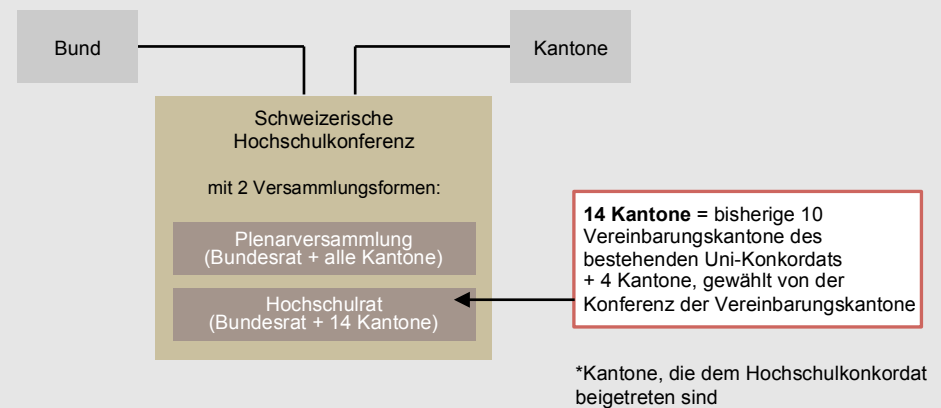 Bund
Kantone
Schweizerische
Hochschulkonferenz
mit 2 Versammlungsformen:
Plenarversammlung
(Bundesrat + alle Kantone)
Hochschulrat
(Bundesrat + 14 Kantone)
14 Kantone = bisherige 10
Vereinbarungskantone des
bestehenden Uni-Konkordats
+ 4 Kantone, gewählt von der
Konferenz der Vereinbarungskantone
*Kantone, die dem Hochschulkonkordat
beigetreten sind